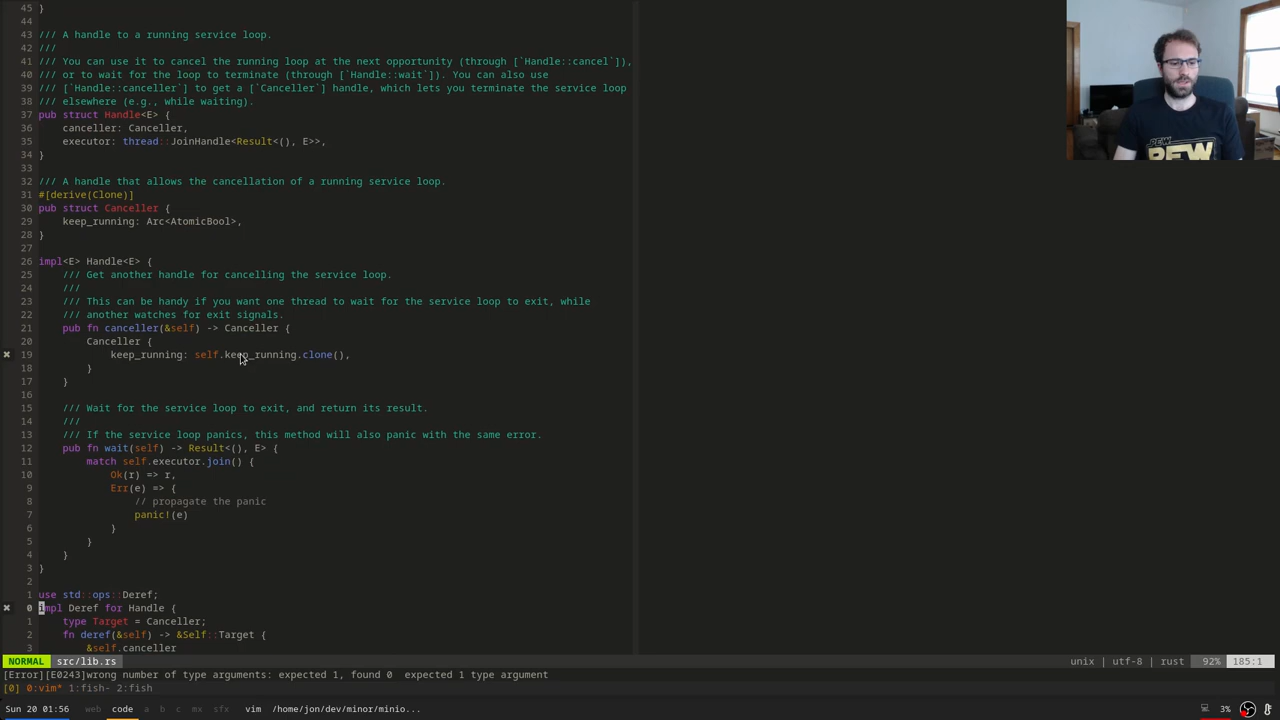 45 }
44
43 /// A handle to a running service loop.
42 ///
41 /// You can use it to cancel the running loop at the next opportunity (through [`Handle::cancel`]),
40 /// or to wait for the loop to terminate (through [`Handle::wait`]). You can also use
39 /// [`Handle::canceller`] to get a [`Canceller`] handle, which lets you terminate the service loop
38 /// elsewhere (e.g., while waiting).
37 pub struct Handle<E> {
36     canceller: Canceller,
35     executor: thread::JoinHandle<Result<(), E>>,
34 }
33
32 /// A handle that allows the cancellation of a running service loop.
31 #[derive(Clone)]
30 pub struct Canceller {
29     keep_running: Arc<AtomicBool>,
28 }
27
26 impl<E> Handle<E> {
25     /// Get another handle for cancelling the service loop.
24     ///
23     /// This can be handy if you want one thread to wait for the service loop to exit, while
22     /// another watches for exit signals.
21     pub fn canceller(&self) -> Canceller {
20         Canceller {
✖ 19             keep_running: self.keep_running.clone(),
18         }
17     }
16
15     /// Wait for the service loop to exit, and return its result.
14     ///
13     /// If the service loop panics, this method will also panic with the same error.
12     pub fn wait(self) -> Result<(), E> {
11         match self.executor.join() {
10             Ok(r) => r,
9             Err(e) => {
8                 // propagate the panic
7                 panic!(e)
6             }
5         }
4     }
3 }
2
1 use std::ops::Deref;
✖ 0 impl Deref for Handle {
1     type Target = Canceller;
2     fn deref(&self) -> &Self::Target {
3         &self.canceller
NORMAL src/lib.rs unix | utf-8 | rust 92% 185:1
[Error][E0243]wrong number of type arguments: expected 1, found 0  expected 1 type argument
[0] 0:vim* 1:fish- 2:fish
Sun 20 01:56 web code a b c mx sfx vim /home/jon/dev/minor/minio... 3%
PEW
PEW